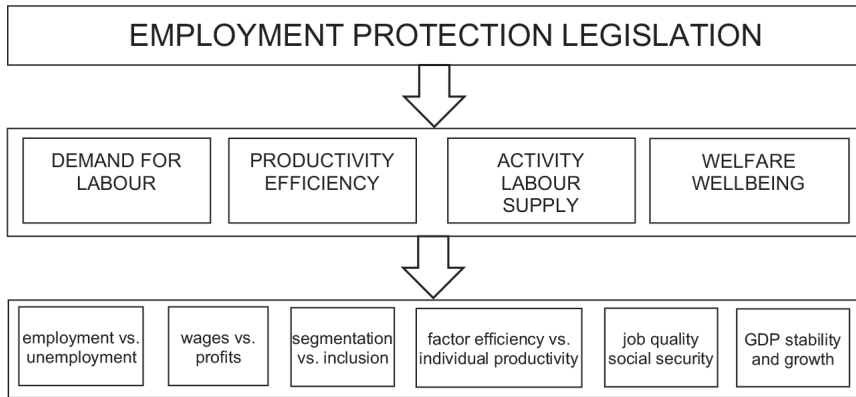 EMPLOYMENT PROTECTION LEGISLATION
DEMAND FOR
LABOUR
PRODUCTIVITY
EFFICIENCY
ACTIVITY
LABOUR
SUPPLY
WELFARE
WELLBEING
employment vs.
unemployment
wages vs.
profits
segmentation
vs. inclusion
factor efficiency vs.
individual productivity
job quality
social security
GDP stability
and growth